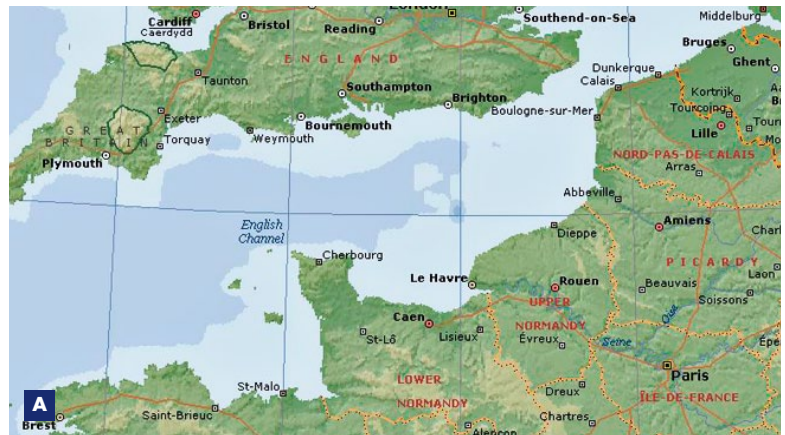 London
Cardiff
Caerdydd
Bristol
Reading
Southend-on-Sea
Middelburg
Bruges
Ghent
ENGLAND
Taunton
Dunkerque
Calais
Southampton
Brighton
Boulogne-sur-Mer
Kortrijk
Tourcoing
Lille
Exeter
GREAT
BRITAIN
Torquay
Weymouth
Bournemouth
Plymouth
NORD-PAS-DE-CALAIS
Arras
Abbeville
English
Channel
Dieppe
Amiens
Cherbourg
Le Havre
Rouen
PICARDY
Beauvais
Laon
Soissons
Oise
UPPER
NORMANDY
Caen
St-Lô
Lisieux
Évreux
Seine
Paris
ÎLE-DE-FRANCE
LOWER
NORMANDY
Dreux
Chartres
St-Malo
Saint-Brieuc
Brest
Alençon
A